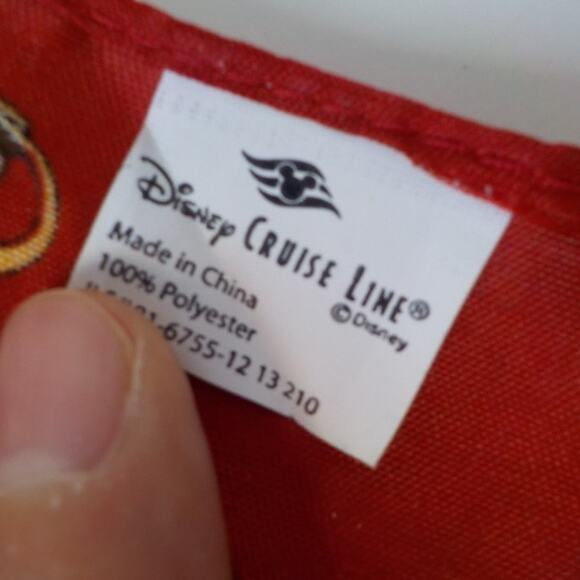 Disney Cruise Line®
©Disney
Made in China
100% Polyester
-6755-12 13 210